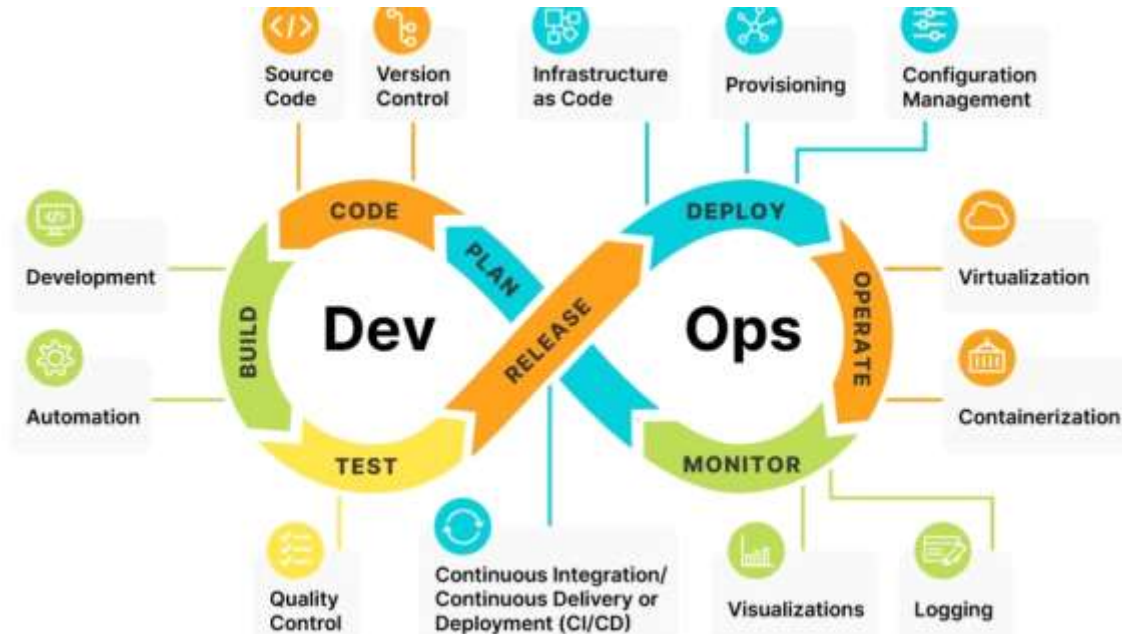 Source
Code
Version
Control
Infrastructure
as Code
Provisioning
Configuration
Management
CODE
DEPLOY
PLAN
</>
Development
Virtualization
Dev
Ops
BUILD
RELEASE
OPERATE
Automation
Containerization
TEST
MONITOR
Quality
Control
Continuous Integration/
Continuous Delivery or
Deployment (CI/CD)
Visualizations
Logging